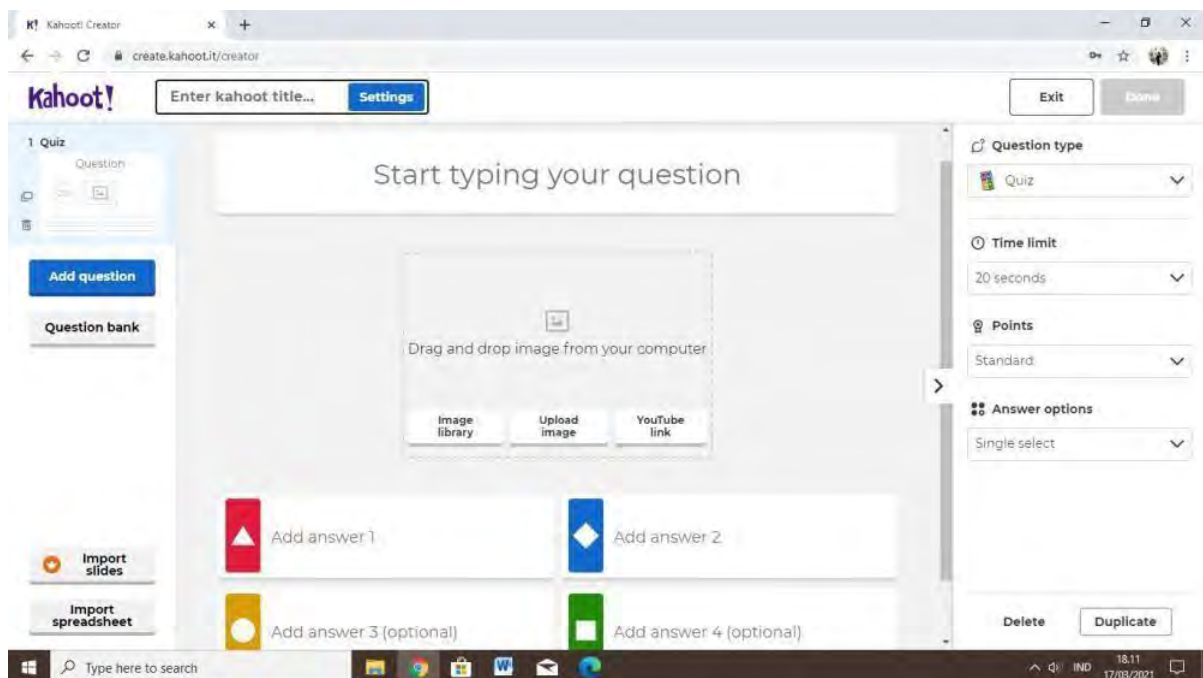 K! Kahoot! Creator
create.kahoot.it/creator
Kahoot!
Enter kahoot title...
Settings
Exit
Done
1 Quiz
Question
Add question
Question bank
Import slides
Import spreadsheet
Start typing your question
Drag and drop image from your computer
Image library
Upload image
YouTube link
Add answer 1
Add answer 2
Add answer 3 (optional)
Add answer 4 (optional)
Question type
Quiz
Time limit
20 seconds
Points
Standard
Answer options
Single select
Delete
Duplicate
Type here to search
W
IND
18.11
17/03/2021